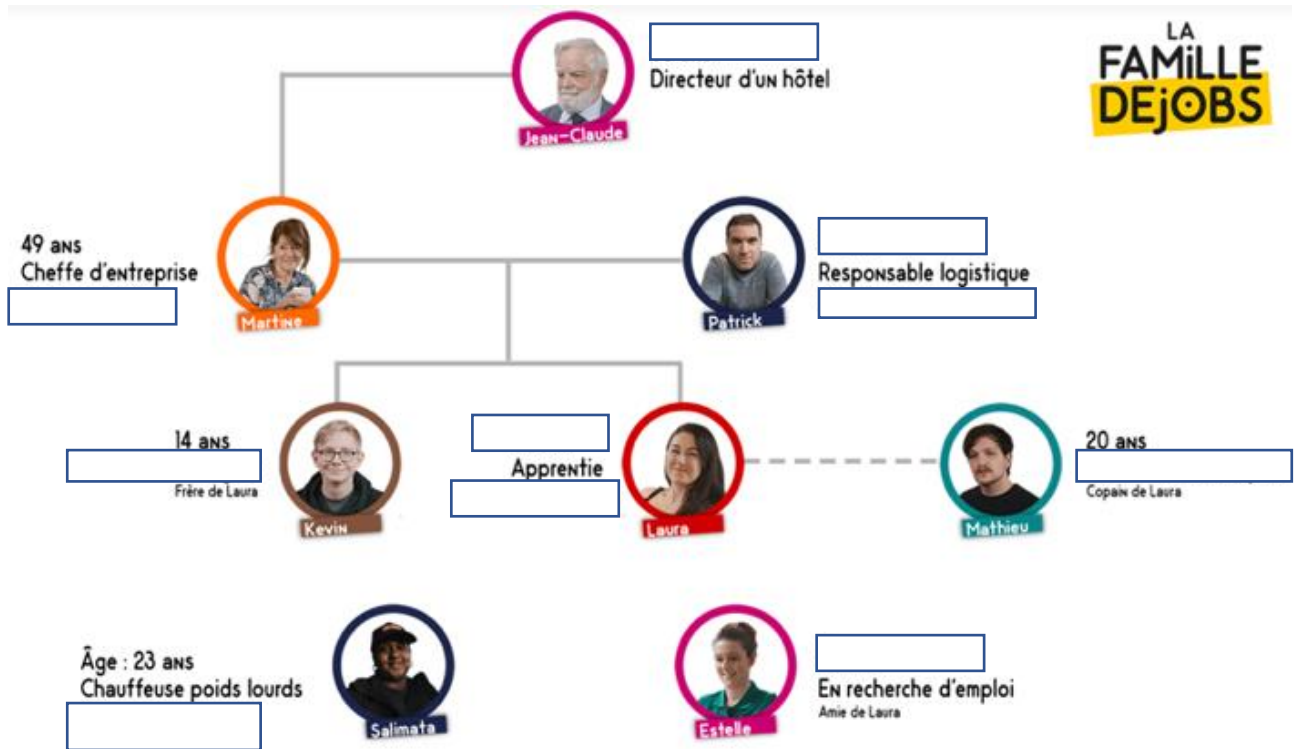 LA
FAMiLLE
DEjOBS
Directeur d'un hôtel
Jean-Claude
49 ans
Cheffe d'entreprise
Martine
Responsable logistique
Patrick
14 ans
Frère de Laura
Kevin
Apprentie
Laura
20 ans
Copain de Laura
Mathieu
Âge : 23 ans
Chauffeuse poids lourds
Salimata
En recherche d'emploi
Amie de Laura
Estelle